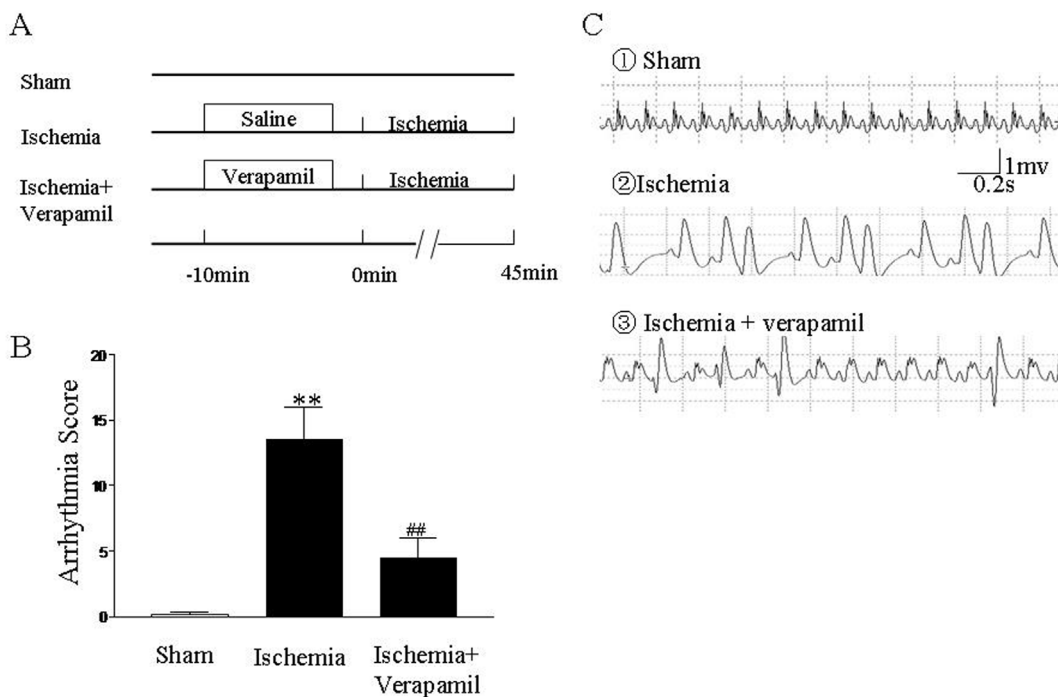 A
Sham
Saline
Ischemia
Ischemia
Verapamil
Ischemia
Ischemia+
Verapamil
-10min 0min 45min
B
20
15
10
5
0
Arrhythmia Score
**
##
Sham
Ischemia
Ischemia+
Verapamil
C
① Sham
1mv
0.2s
②Ischemia
③ Ischemia + verapamil